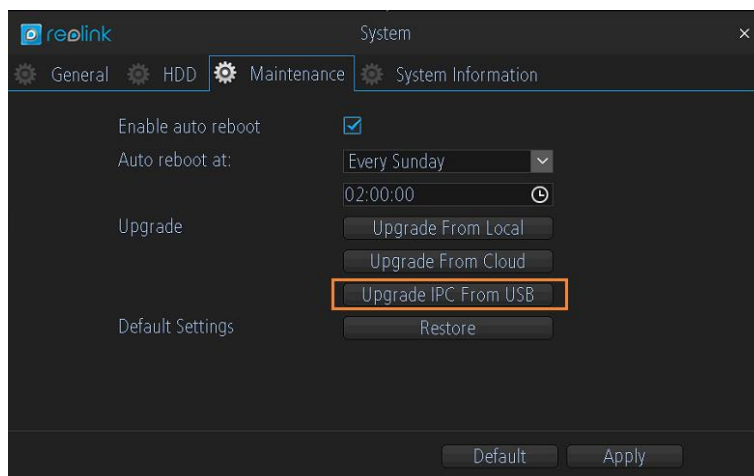 reolink System ×
General HDD Maintenance System Information
Enable auto reboot
Auto reboot at: Every Sunday
02:00:00
Upgrade Upgrade From Local
Upgrade From Cloud
Upgrade IPC From USB
Default Settings Restore
Default Apply